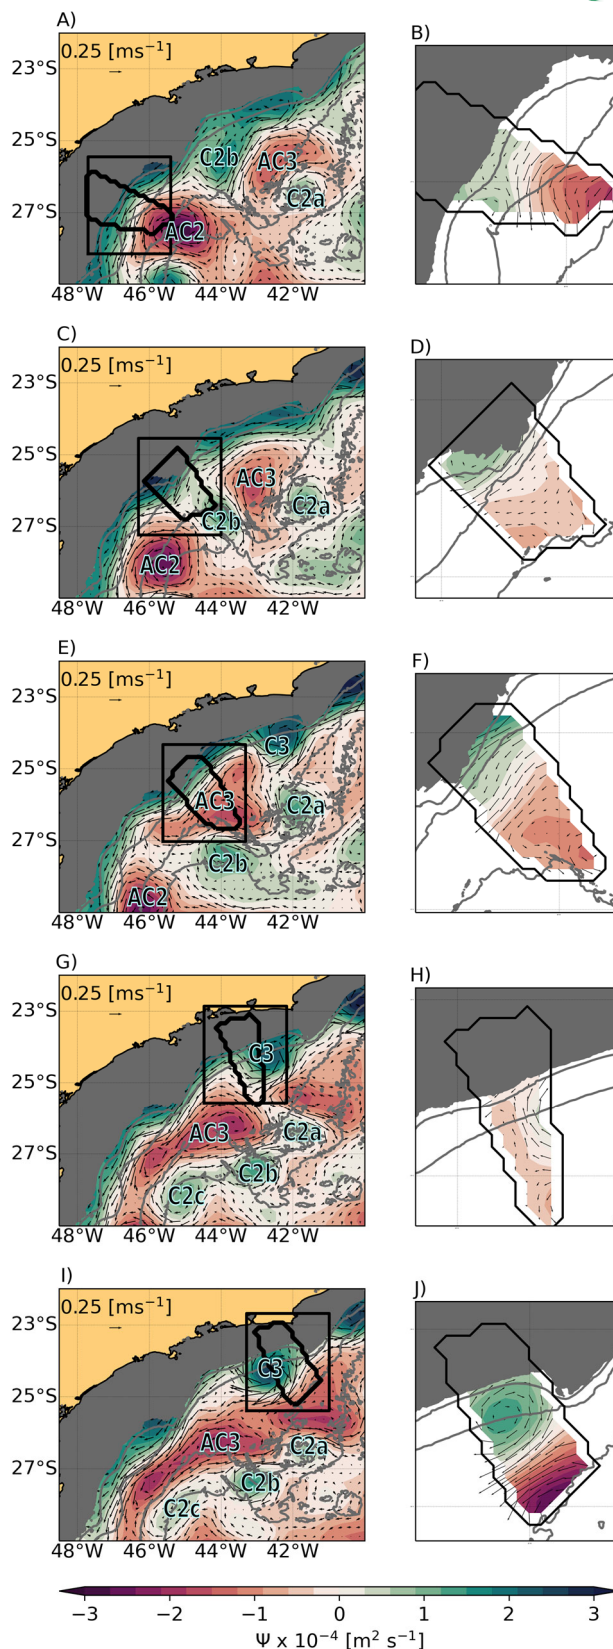 A)
0.25 [ms⁻¹]
23°S
25°S
27°S
C2b
AC3
C2a
AC2
48°W 46°W 44°W 42°W
B)
C)
0.25 [ms⁻¹]
23°S
25°S
27°S
AC3
C2a
C2b
AC2
48°W 46°W 44°W 42°W
D)
E)
0.25 [ms⁻¹]
23°S
25°S
27°S
C3
AC3
C2a
C2b
AC2
48°W 46°W 44°W 42°W
F)
G)
0.25 [ms⁻¹]
23°S
25°S
27°S
C3
AC3
C2a
C2b
C2c
48°W 46°W 44°W 42°W
H)
I)
0.25 [ms⁻¹]
23°S
25°S
27°S
C3
AC3
C2a
C2b
C2c
48°W 46°W 44°W 42°W
J)
−3 −2 −1 0 1 2 3
Ψ x 10⁻⁴ [m² s⁻¹]